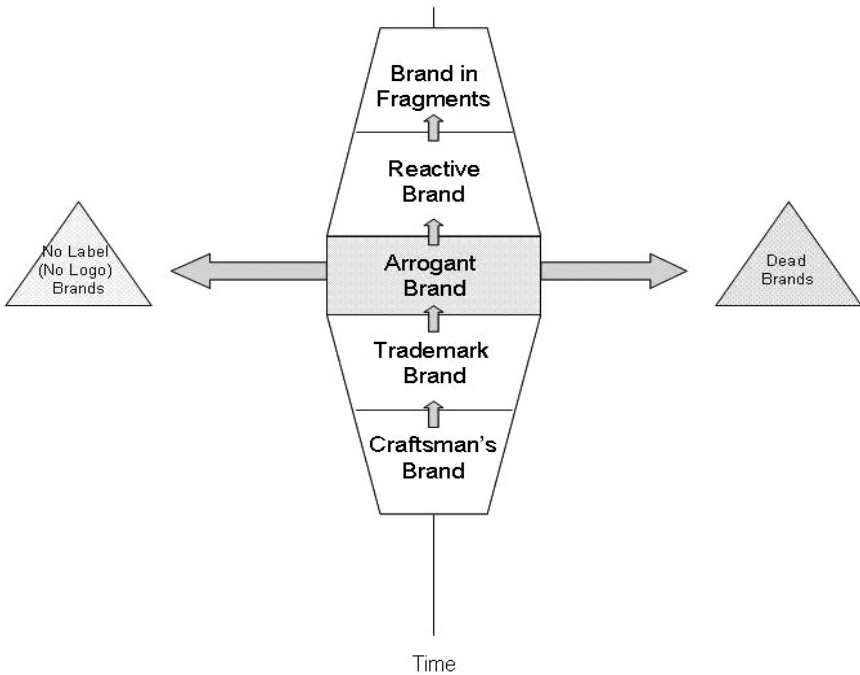 Brand in
Fragments
Reactive
Brand
No Label
(No Logo)
Brands
Arrogant
Brand
Dead
Brands
Trademark
Brand
Craftsman's
Brand
Time